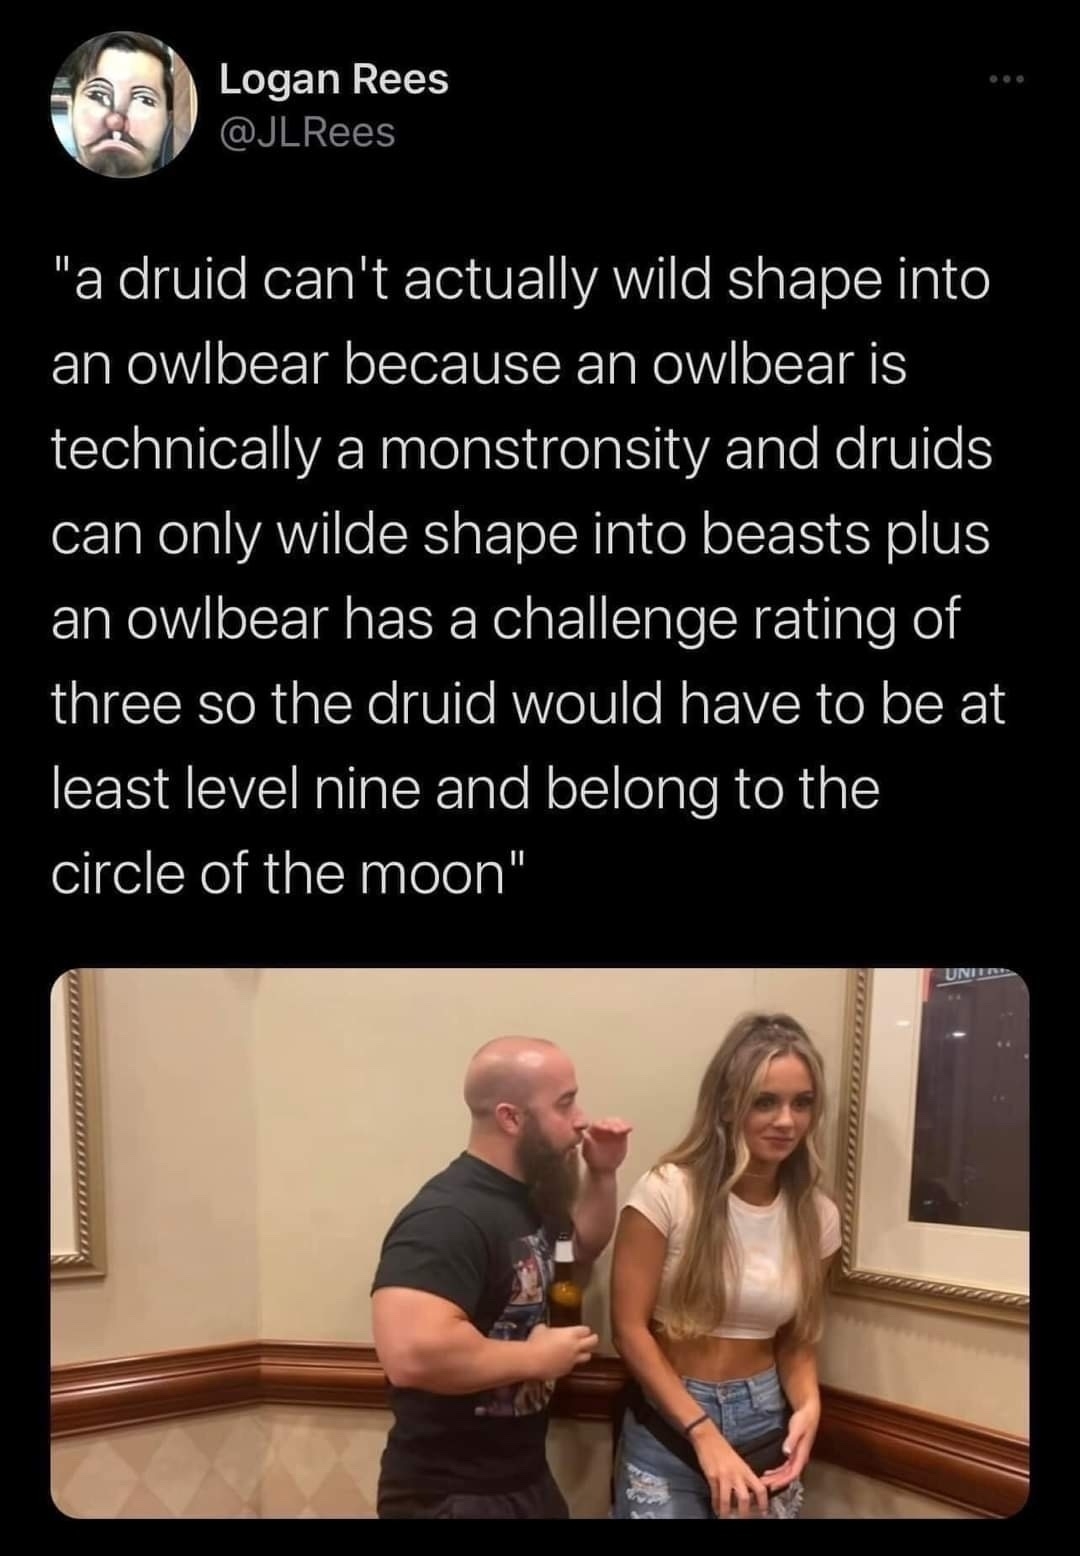 Logan Rees
@JLRees
"a druid can't actually wild shape into
an owlbear because an owlbear is
technically a monstronsity and druids
can only wilde shape into beasts plus
an owlbear has a challenge rating of
three so the druid would have to be at
least level nine and belong to the
circle of the moon"